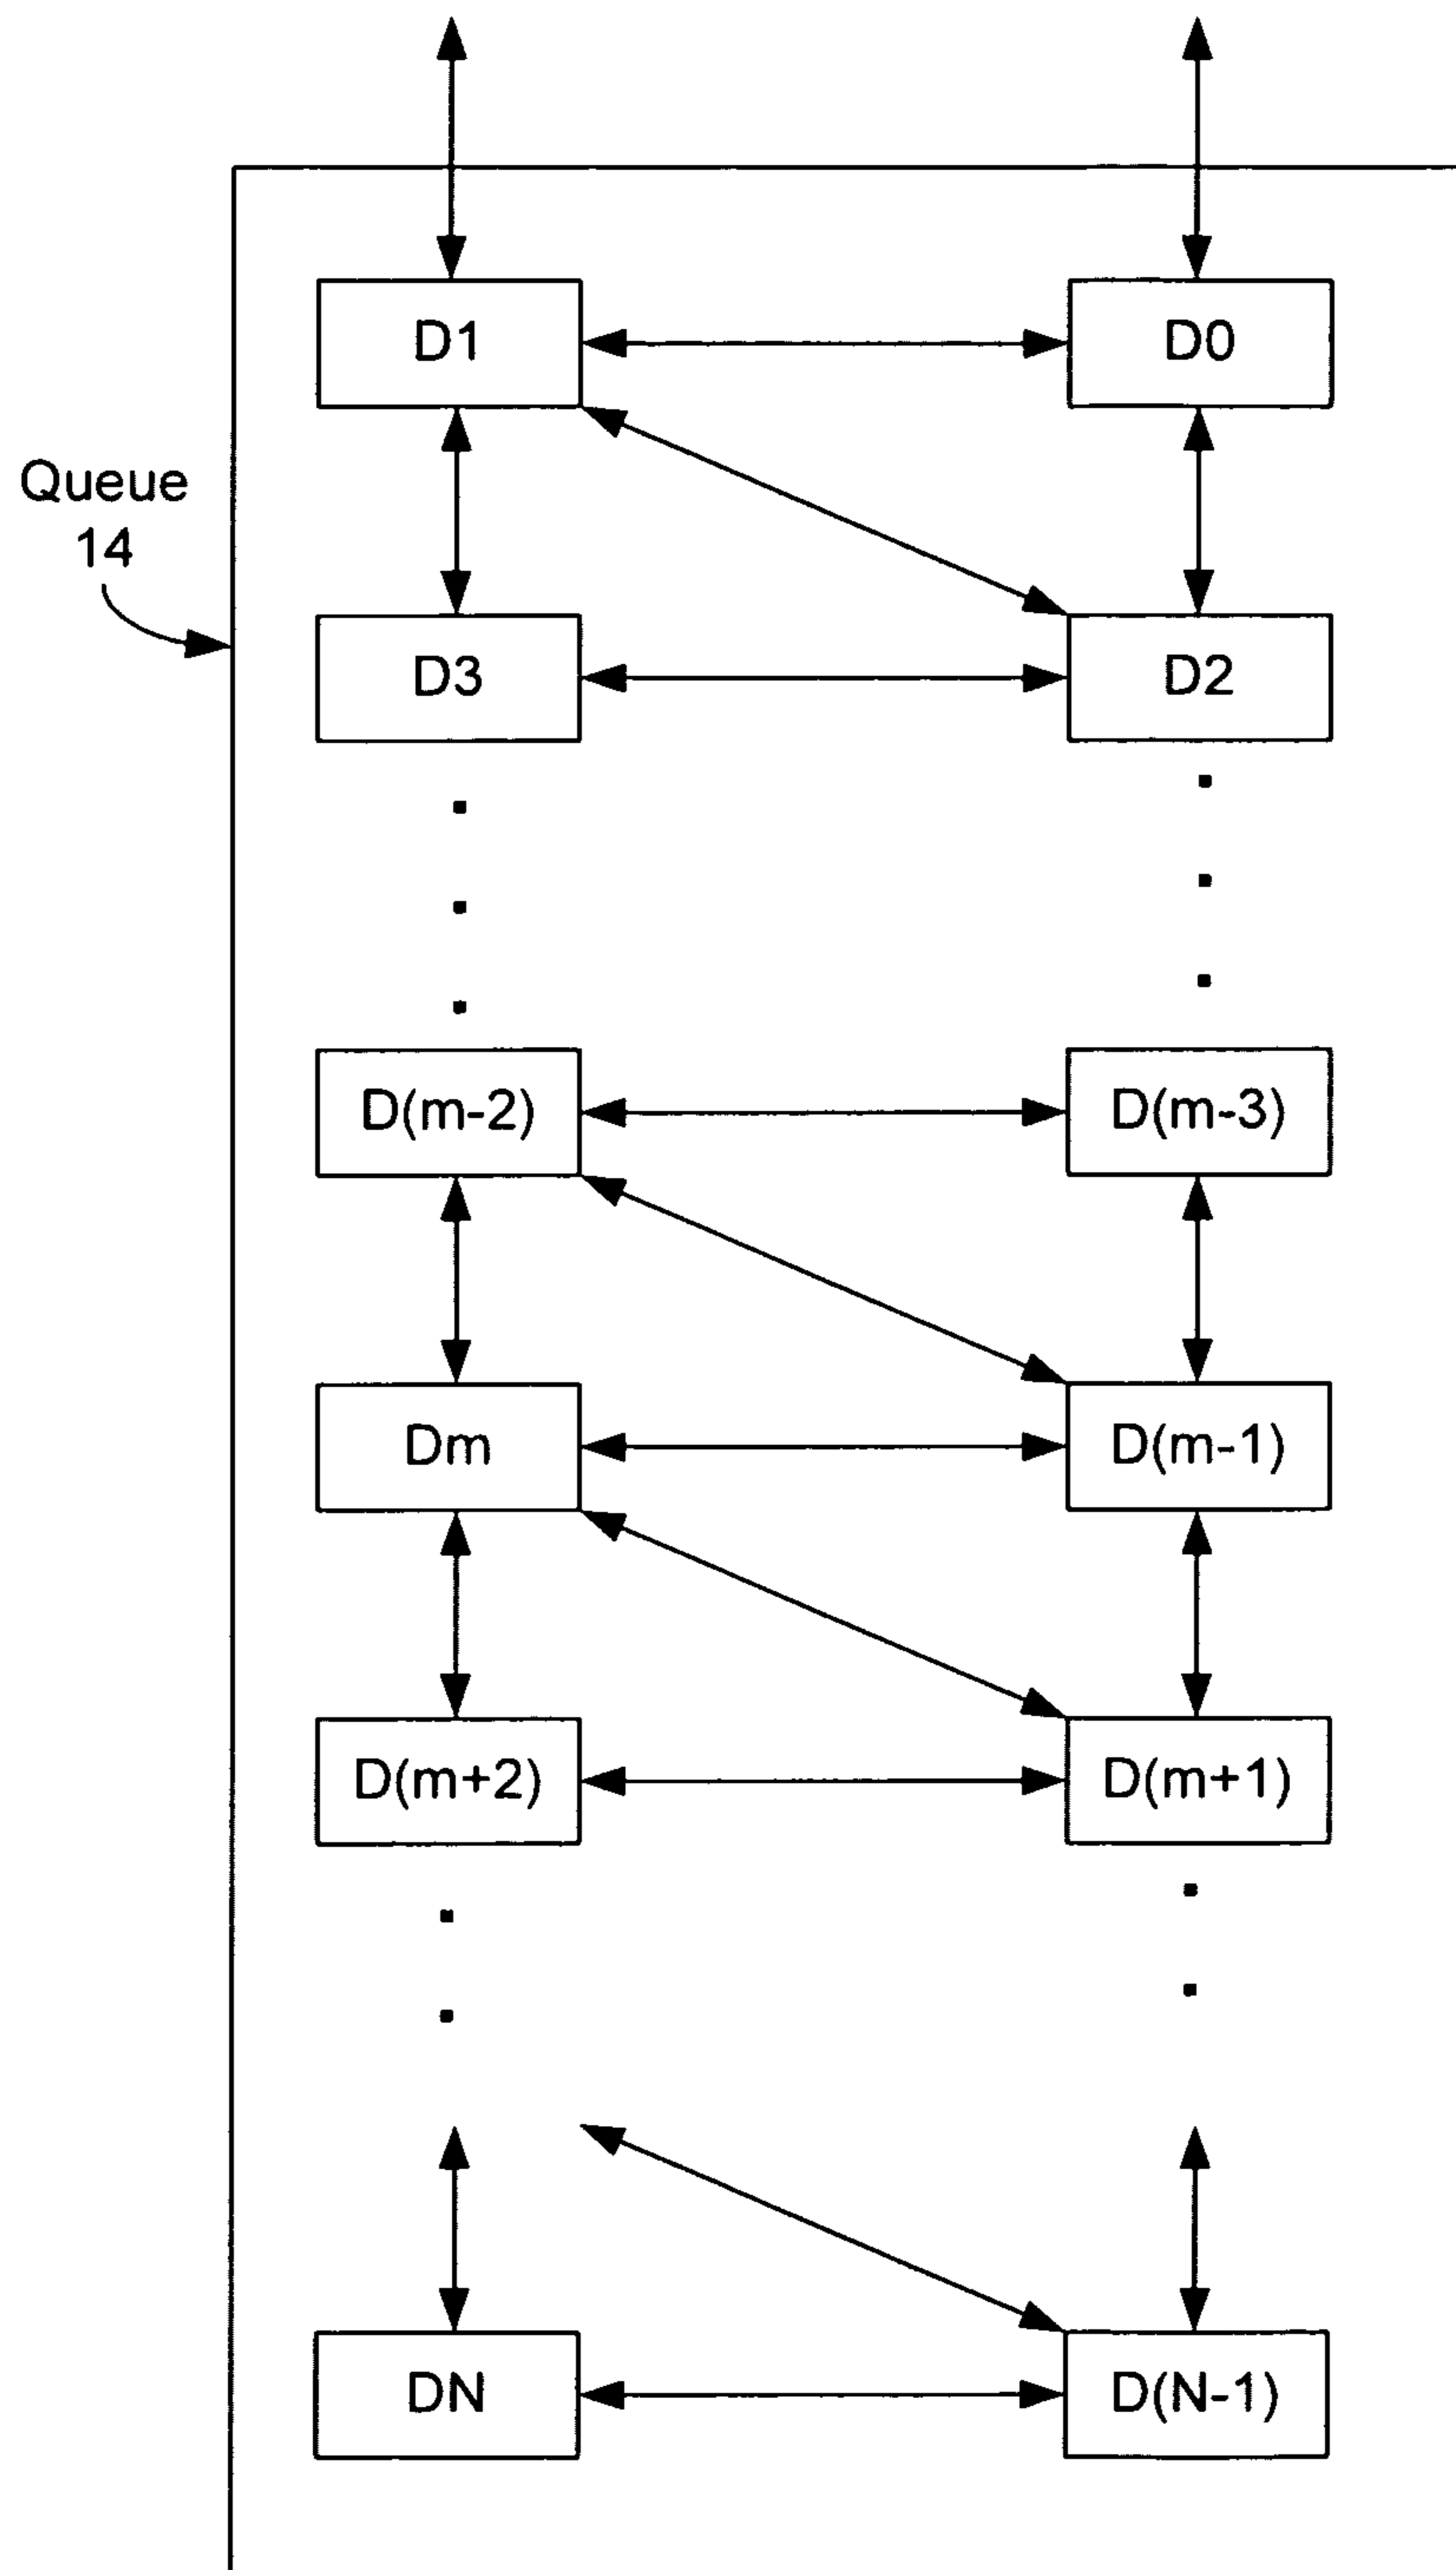 D1
D0
Queue
14
D3
D2
D(m-2)
D(m-3)
Dm
D(m-1)
D(m+2)
D(m+1)
DN
D(N-1)